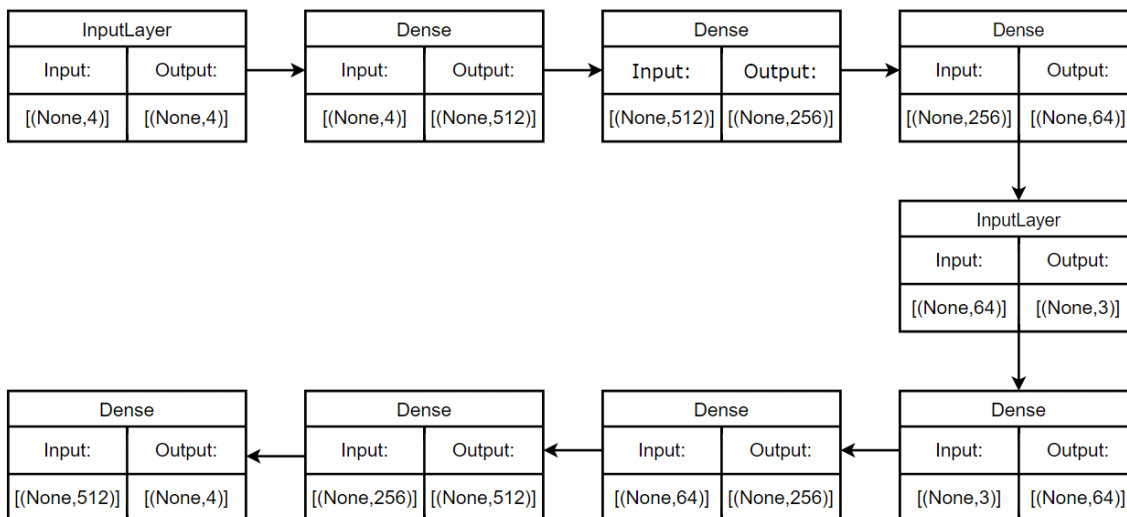 InputLayer
Input: Output:
[(None,4)] [(None,4)]
Dense
Input: Output:
[(None,4)] [(None,512)]
Dense
Input: Output:
[(None,512)] [(None,256)]
Dense
Input: Output:
[(None,256)] [(None,64)]
InputLayer
Input: Output:
[(None,64)] [(None,3)]
Dense
Input: Output:
[(None,3)] [(None,64)]
Dense
Input: Output:
[(None,64)] [(None,256)]
Dense
Input: Output:
[(None,256)] [(None,512)]
Dense
Input: Output:
[(None,512)] [(None,4)]